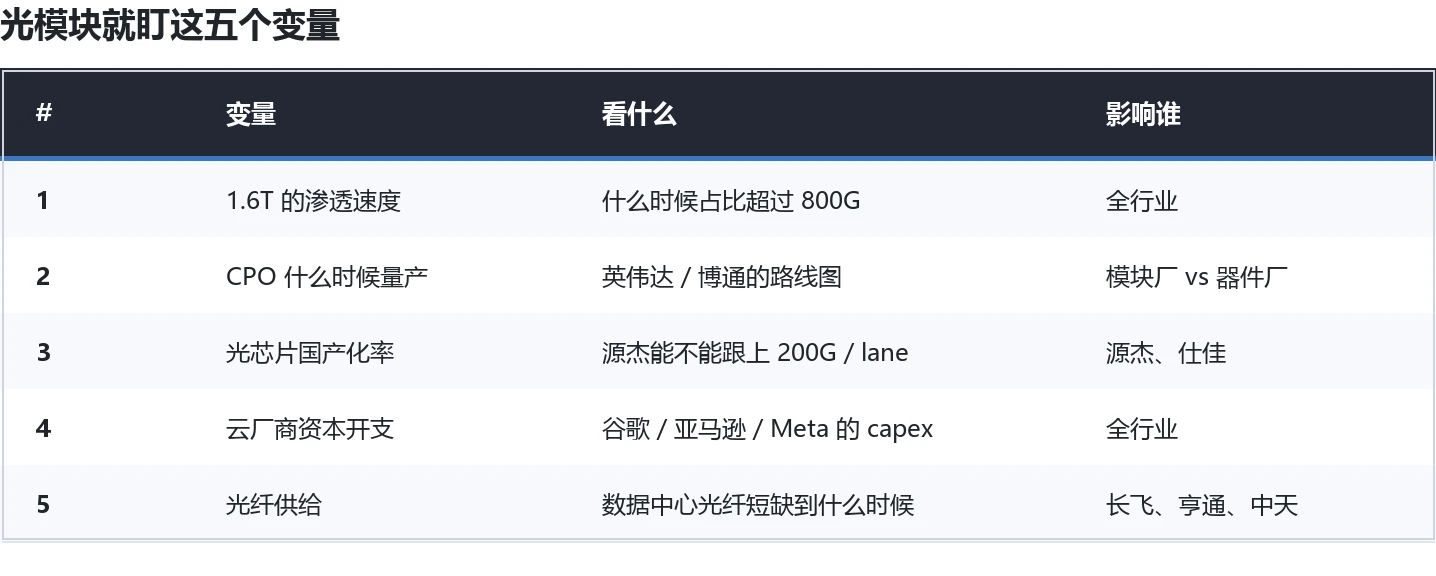 光模块就盯这五个变量
# 变量 看什么 影响谁
1 1.6T 的渗透速度 什么时候占比超过 800G 全行业
2 CPO 什么时候量产 英伟达 / 博通的路线图 模块厂 vs 器件厂
3 光芯片国产化率 源杰能不能跟上 200G / lane 源杰、仕佳
4 云厂商资本开支 谷歌 / 亚马逊 / Meta 的 capex 全行业
5 光纤供给 数据中心光纤短缺到什么时候 长飞、亨通、中天